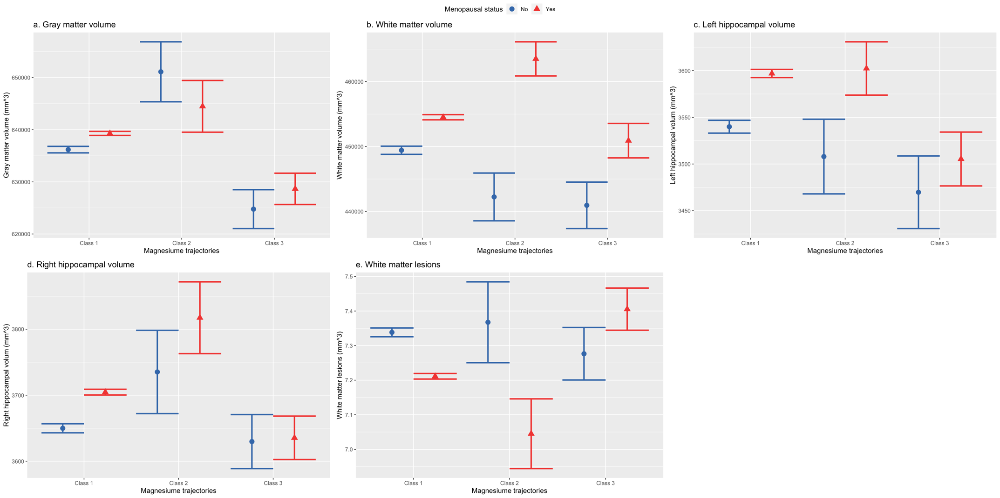 Menopausal status No Yes
a. Gray matter volume
Gray matter volume (mm^3)
650000
640000
630000
620000
Class 1 Class 2 Class 3
Magnesiume trajectories
b. White matter volume
White matter volume (mm^3)
460000
450000
440000
Class 1 Class 2 Class 3
Magnesiume trajectories
c. Left hippocampal volume
Left hippocampal volum (mm^3)
3600
3550
3500
3450
Class 1 Class 2 Class 3
Magnesiume trajectories
d. Right hippocampal volume
Right hippocampal volum (mm^3)
3800
3700
3600
Class 1 Class 2 Class 3
Magnesiume trajectories
e. White matter lesions
White matter lesions (mm^3)
7.5
7.4
7.3
7.2
7.1
7.0
Class 1 Class 2 Class 3
Magnesiume trajectories